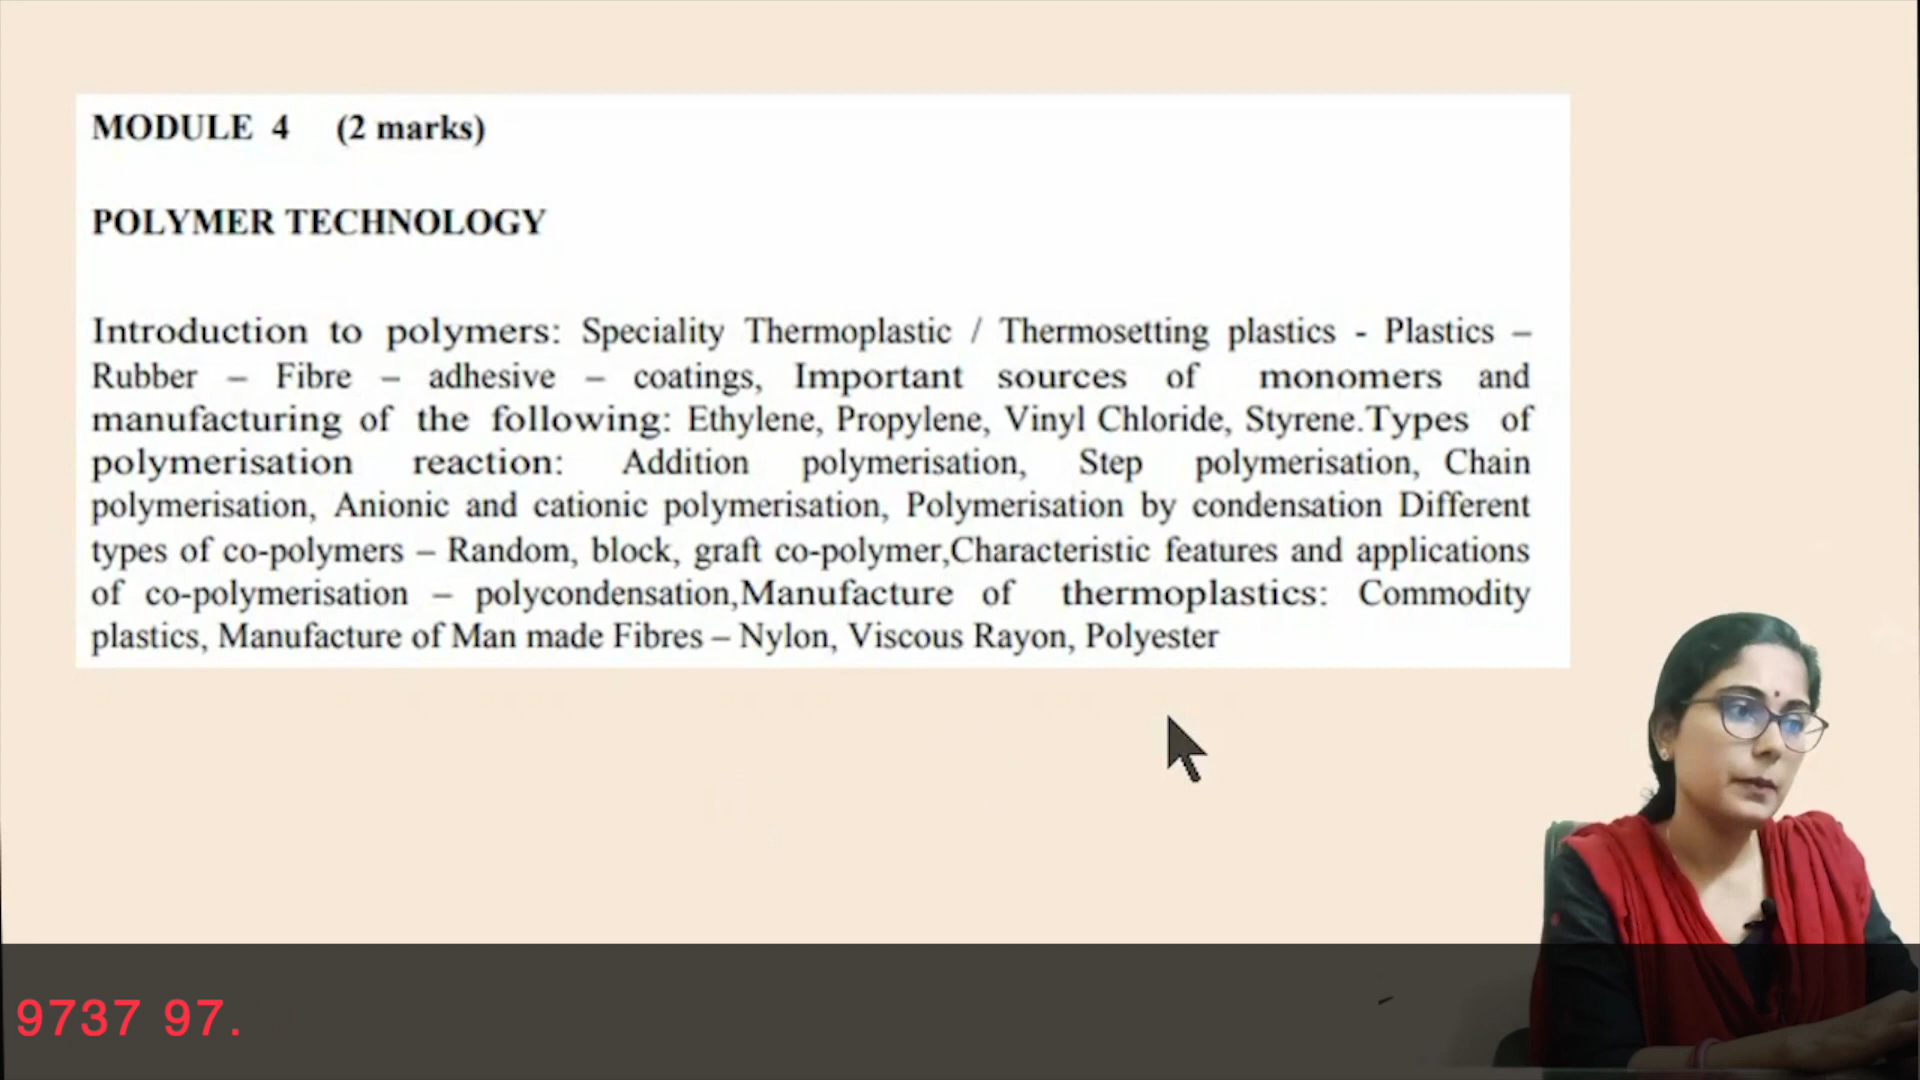 MODULE 4 (2 marks)
POLYMER TECHNOLOGY
Introduction to polymers: Speciality Thermoplastic / Thermosetting plastics - Plastics –
Rubber – Fibre – adhesive – coatings, Important sources of monomers and
manufacturing of the following: Ethylene, Propylene, Vinyl Chloride, Styrene.Types of
polymerisation reaction: Addition polymerisation, Step polymerisation, Chain
polymerisation, Anionic and cationic polymerisation, Polymerisation by condensation Different
types of co-polymers – Random, block, graft co-polymer,Characteristic features and applications
of co-polymerisation – polycondensation,Manufacture of thermoplastics: Commodity
plastics, Manufacture of Man made Fibres – Nylon, Viscous Rayon, Polyester
9737 97.